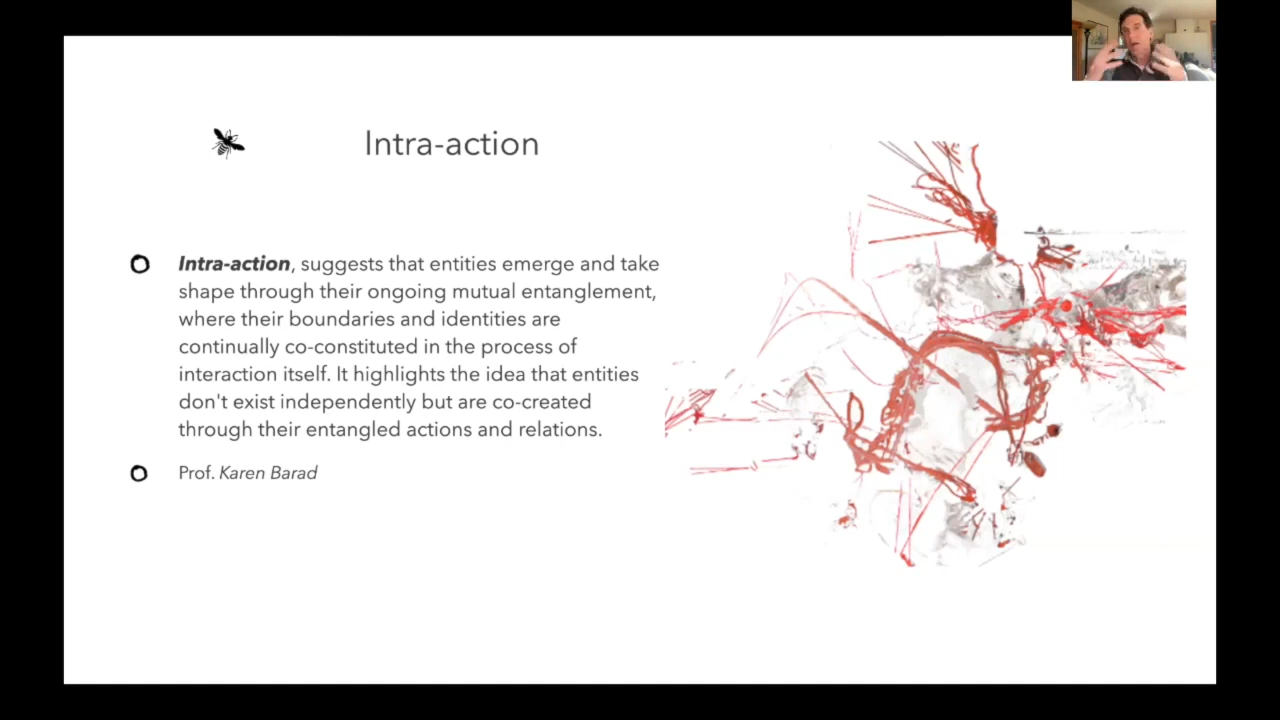 Intra-action
Intra-action, suggests that entities emerge and take
shape through their ongoing mutual entanglement,
where their boundaries and identities are
continually co-constituted in the process of
interaction itself. It highlights the idea that entities
don't exist independently but are co-created
through their entangled actions and relations.
Prof. Karen Barad